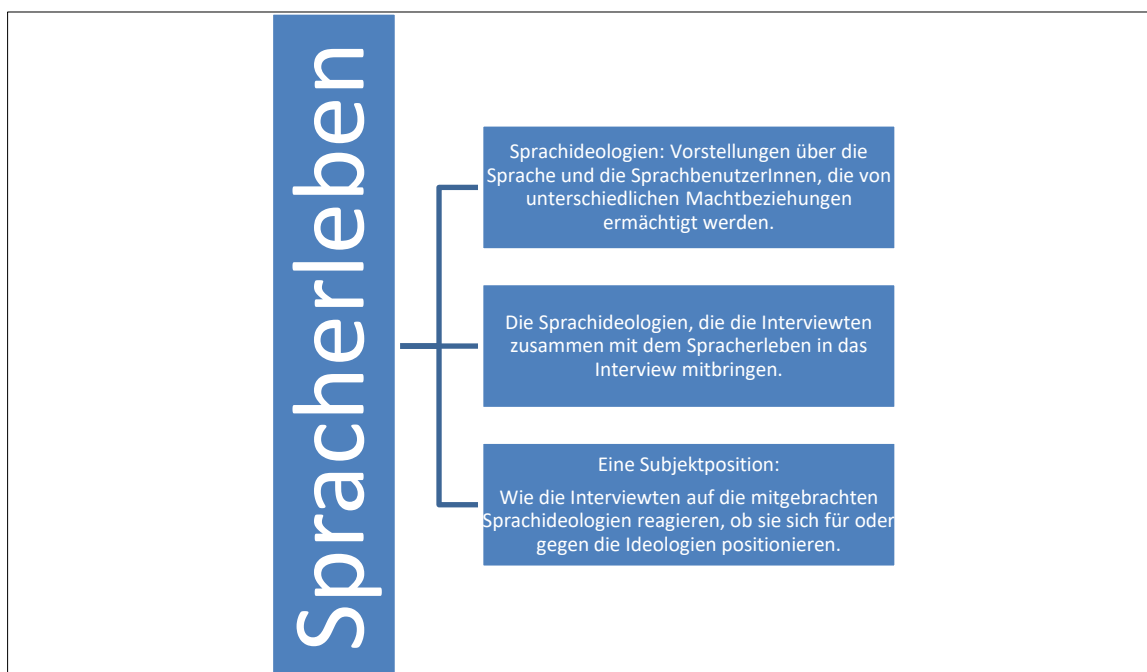 Spracherleben
Sprachideologien: Vorstellungen über die
Sprache und die SprachbenutzerInnen, die von
unterschiedlichen Machtbeziehungen
ermächtigt werden.
Die Sprachideologien, die die Interviewten
zusammen mit dem Spracherleben in das
Interview mitbringen.
Eine Subjektposition:
Wie die Interviewten auf die mitgebrachten
Sprachideologien reagieren, ob sie sich für oder
gegen die Ideologien positionieren.